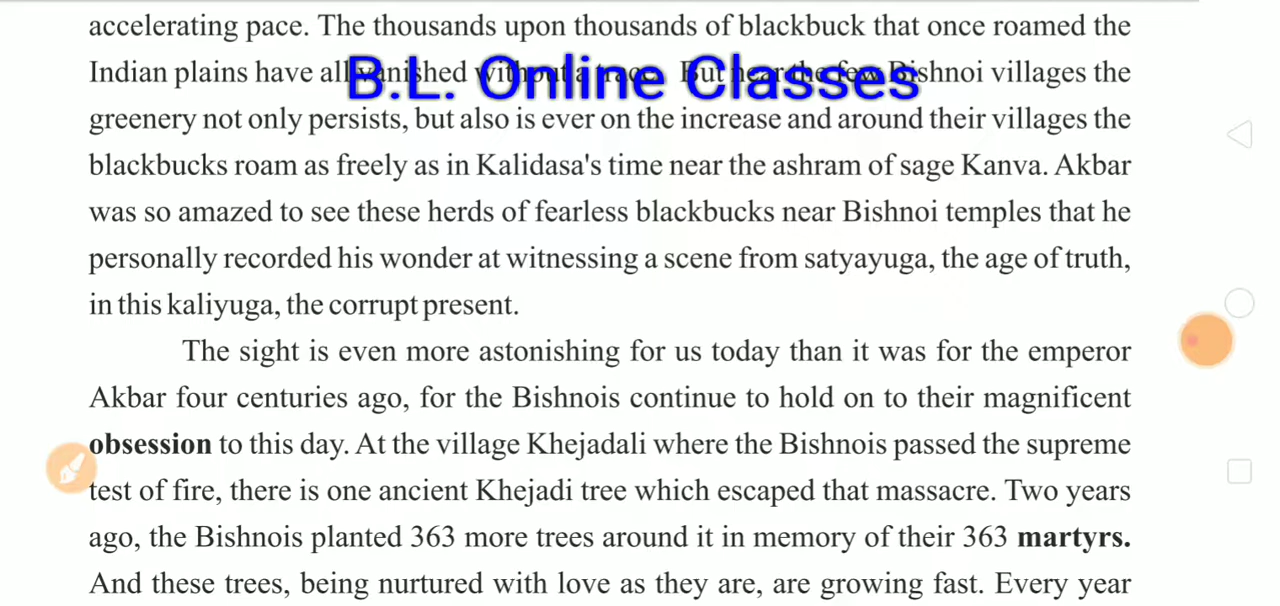 accelerating pace. The thousands upon thousands of blackbuck that once roamed the
B.L. Online Classes
Indian plains have all vanished without a trace. But near the few Bishnoi villages the
greenery not only persists, but also is ever on the increase and around their villages the
blackbucks roam as freely as in Kalidasa's time near the ashram of sage Kanva. Akbar
was so amazed to see these herds of fearless blackbucks near Bishnoi temples that he
personally recorded his wonder at witnessing a scene from satyayuga, the age of truth,
in this kaliyuga, the corrupt present.
The sight is even more astonishing for us today than it was for the emperor
Akbar four centuries ago, for the Bishnois continue to hold on to their magnificent
obsession to this day. At the village Khejadali where the Bishnois passed the supreme
test of fire, there is one ancient Khejadi tree which escaped that massacre. Two years
ago, the Bishnois planted 363 more trees around it in memory of their 363 martyrs.
And these trees, being nurtured with love as they are, are growing fast. Every year